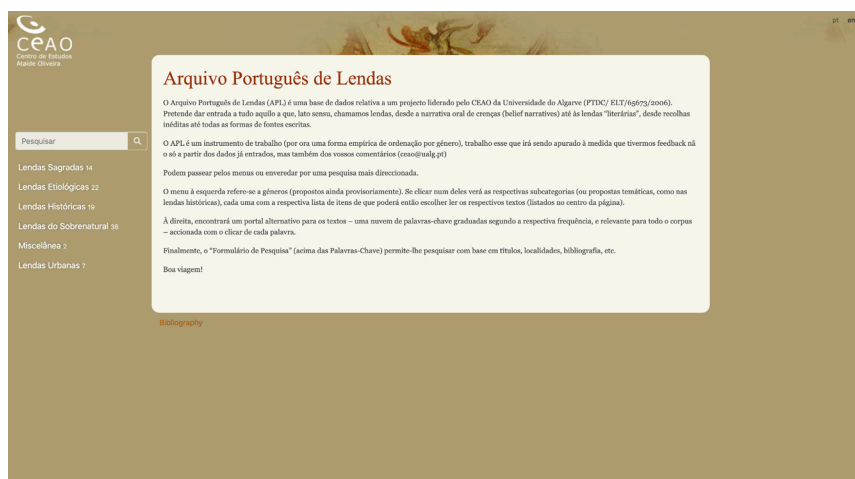 CeAO
Centro de Estudos
Ataíde Oliveira
pt en
Pesquisar
Lendas Sagradas 14
Lendas Etiológicas 22
Lendas Históricas 19
Lendas do Sobrenatural 36
Miscelânea 2
Lendas Urbanas 7
Arquivo Português de Lendas
O Arquivo Português de Lendas (APL) é uma base de dados relativa a um projecto liderado pelo CEAO da Universidade do Algarve (PTDC/ ELT/65673/2006).
Pretende dar entrada a tudo aquilo a que, lato sensu, chamamos lendas, desde a narrativa oral de crenças (belief narratives) até às lendas “literárias”, desde recolhas
inéditas até todas as formas de fontes escritas.
O APL é um instrumento de trabalho (por ora uma forma empírica de ordenação por género), trabalho esse que irá sendo apurado à medida que tivermos feedback nã
o só a partir dos dados já entrados, mas também dos vossos comentários (ceao@ualg.pt)
Podem passear pelos menus ou enveredar por uma pesquisa mais direccionada.
O menu à esquerda refere-se a géneros (propostos ainda provisoriamente). Se clicar num deles verá as respectivas subcategorias (ou propostas temáticas, como nas
lendas históricas), cada uma com a respectiva lista de itens de que poderá então escolher ler os respectivos textos (listados no centro da página).
À direita, encontrará um portal alternativo para os textos – uma nuvem de palavras-chave graduadas segundo a respectiva frequência, e relevante para todo o corpus
– accionada com o clicar de cada palavra.
Finalmente, o “Formulário de Pesquisa” (acima das Palavras-Chave) permite-lhe pesquisar com base em títulos, localidades, bibliografia, etc.
Boa viagem!
Bibliography